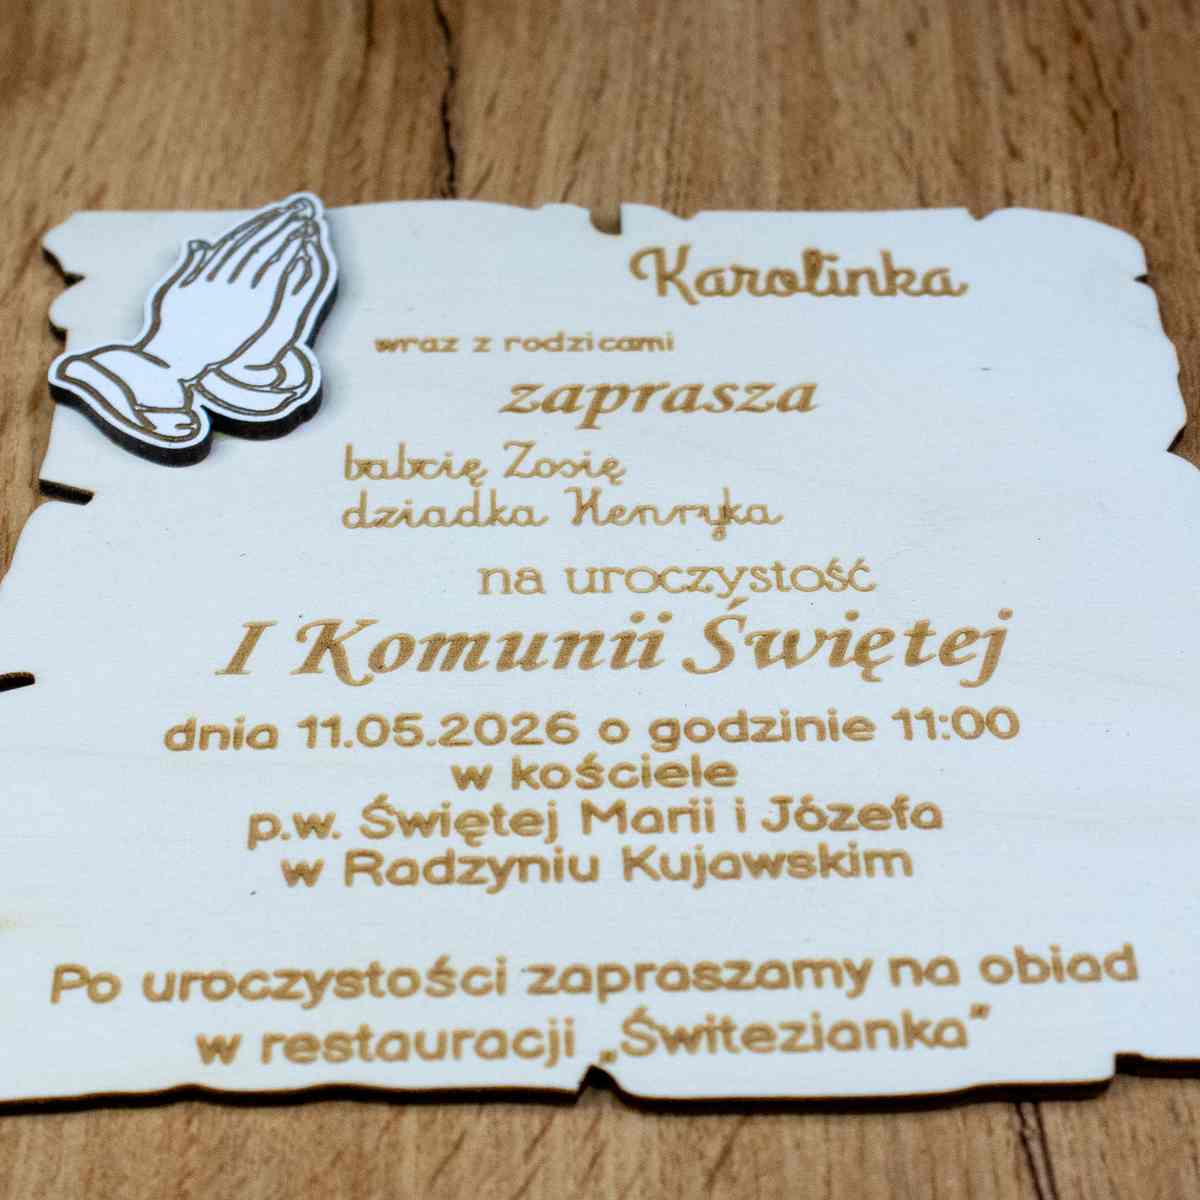 Karolinka
wraz z rodzicami
zaprasza
babcię Zosię
dziadka Henryka
na uroczystość
I Komunii Świętej
dnia 11.05.2026 o godzinie 11:00
w kościele
p.w. Świętej Marii i Józefa
w Radzyniu Kujawskim
Po uroczystości zapraszamy na obiad
w restauracji „Świtezianka”